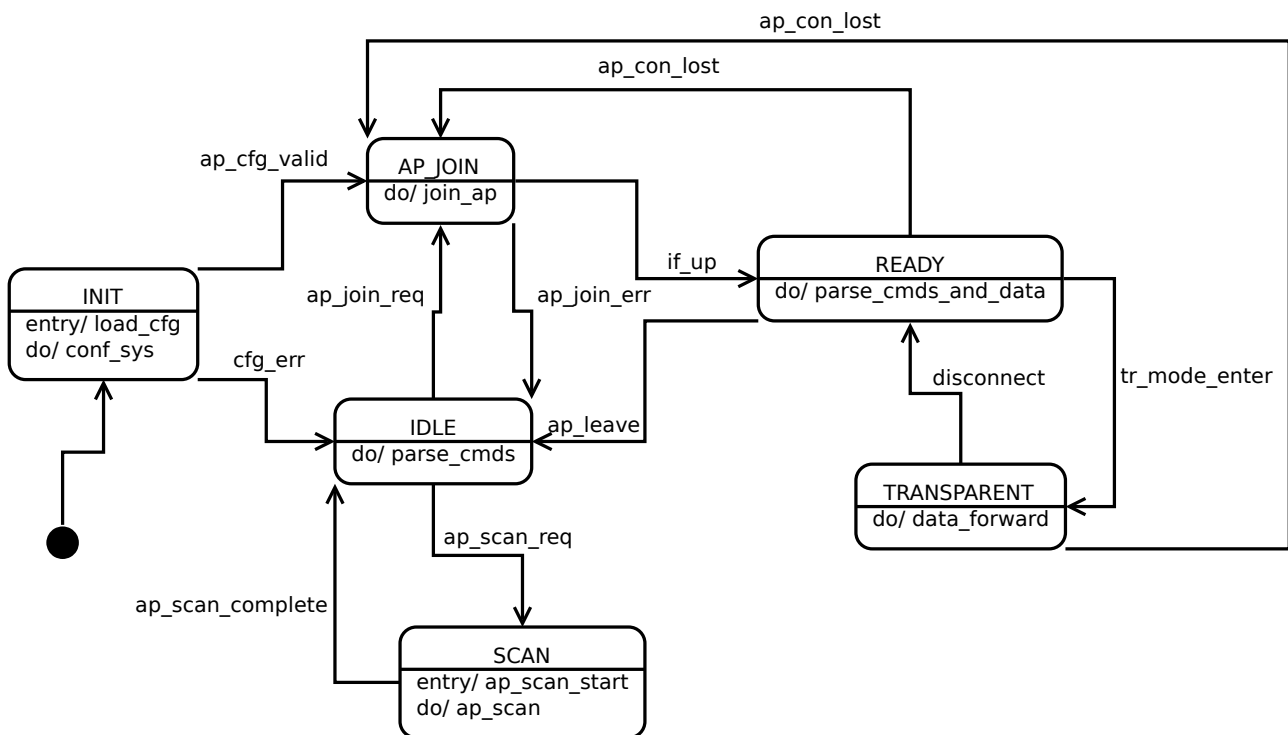 ap_con_lost
ap_con_lost
ap_cfg_valid
AP_JOIN
do/ join_ap
if_up
READY
do/ parse_cmds_and_data
INIT
entry/ load_cfg
do/ conf_sys
ap_join_req
ap_join_err
cfg_err
disconnect
tr_mode_enter
IDLE
do/ parse_cmds
ap_leave
TRANSPARENT
do/ data_forward
ap_scan_req
ap_scan_complete
SCAN
entry/ ap_scan_start
do/ ap_scan